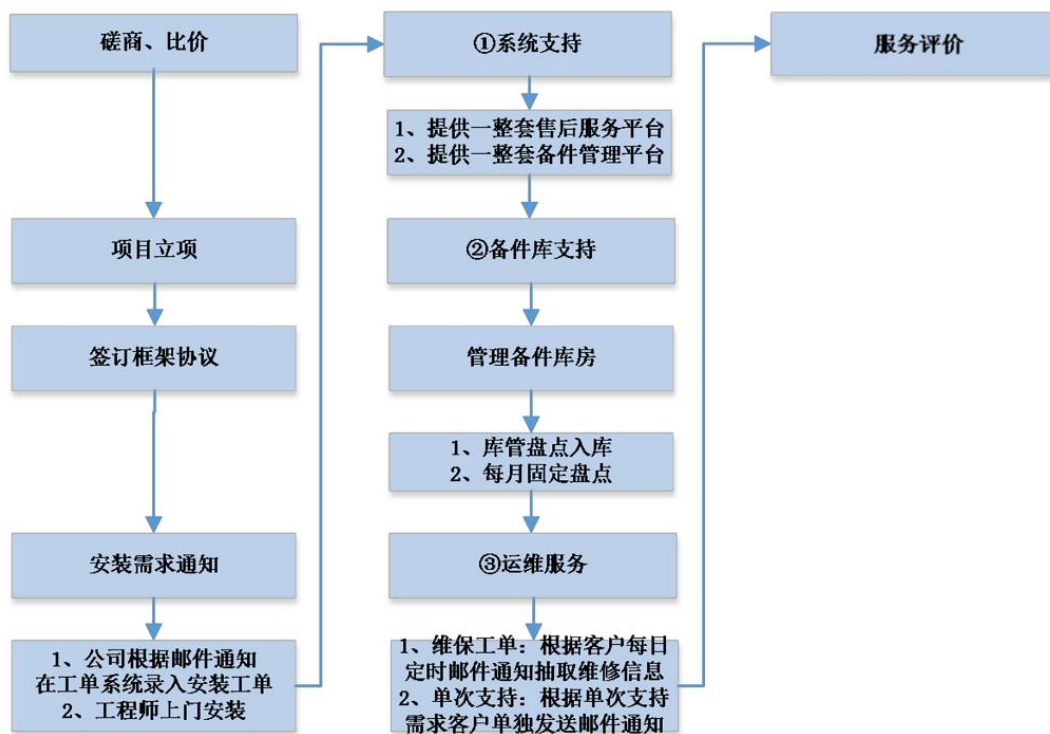 磋商、比价
项目立项
签订框架协议
安装需求通知
1、公司根据邮件通知
在工单系统录入安装工单
2、工程师上门安装
①系统支持
1、提供一整套售后服务平台
2、提供一整套备件管理平台
②备件库支持
管理备件库房
1、库管盘点入库
2、每月固定盘点
③运维服务
1、维保工单：根据客户每日
定时邮件通知抽取维修信息
2、单次支持：根据单次支持
需求客户单独发送邮件通知
服务评价